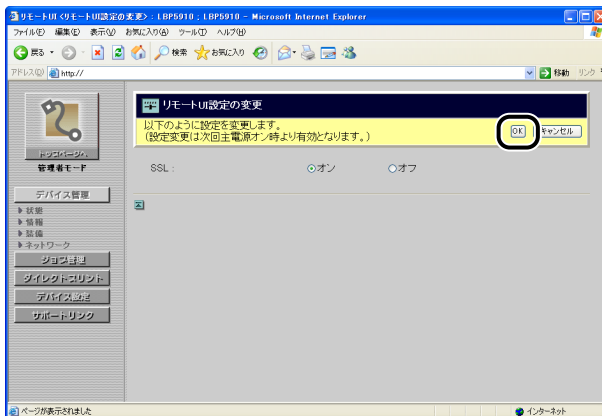 リモートUI <リモートUI設定の変更> : LBP5910 ; LBP5910 - Microsoft Internet Explorer
ファイル(F) 編集(E) 表示(V) お気に入り(A) ツール(T) ヘルプ(H)
戻る 検索 お気に入り
アドレス(D) http:// 移動 リンク
リモートUI設定の変更
以下のように設定を変更します。
(設定変更は次回主電源オン時より有効となります。)
OK キャンセル
トップページへ
管理者モード
SSL : オン オフ
デバイス管理
状態
情報
装備
ネットワーク
ジョブ管理
ダイレクトプリント
デバイス設定
サポートリンク
ページが表示されました インターネット